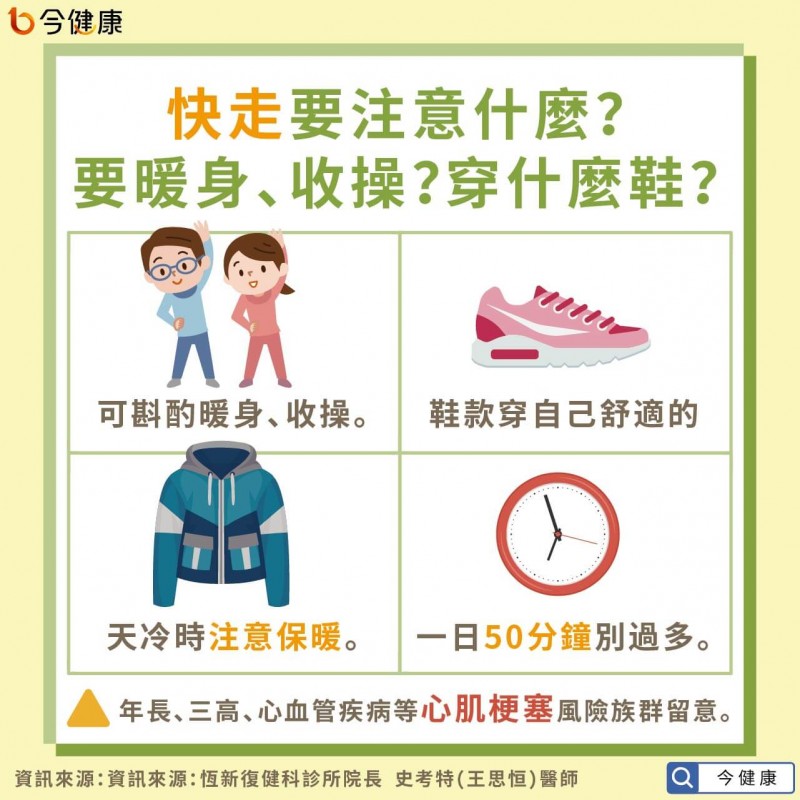 今健康
快走要注意什麼？
要暖身、收操？穿什麼鞋？
可斟酌暖身、收操。
鞋款穿自己舒適的
天冷時注意保暖。
一日50分鐘別過多。
年長、三高、心血管疾病等心肌梗塞風險族群留意。
資訊來源：資訊來源：恆新復健科診所院長 史考特(王思恒)醫師
今健康